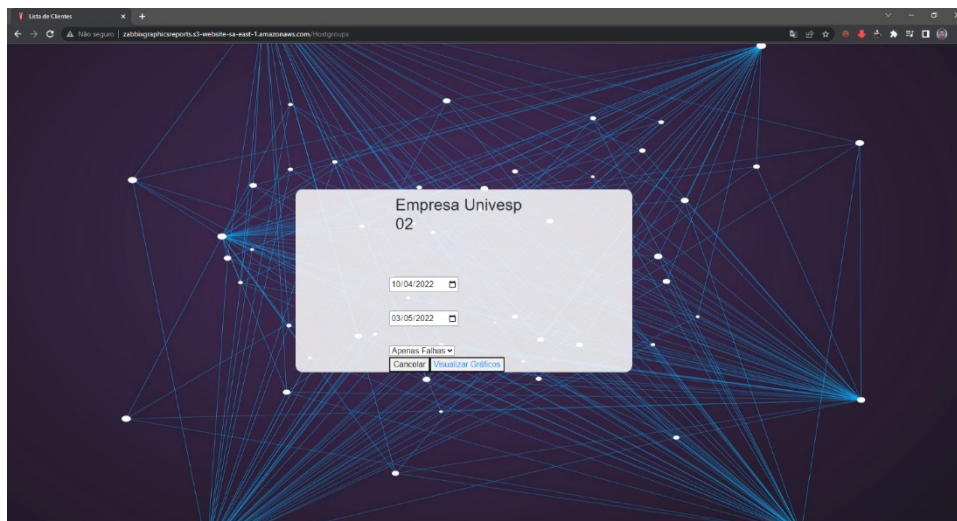 Lista de Clientes
Não seguro | zabbixgraphicsreports.s3-website-sa-east-1.amazonaws.com/Hostgroups
Empresa Univesp
02
10/04/2022
03/05/2022
Apenas Falhas
Cancelar Visualizar Gráficos